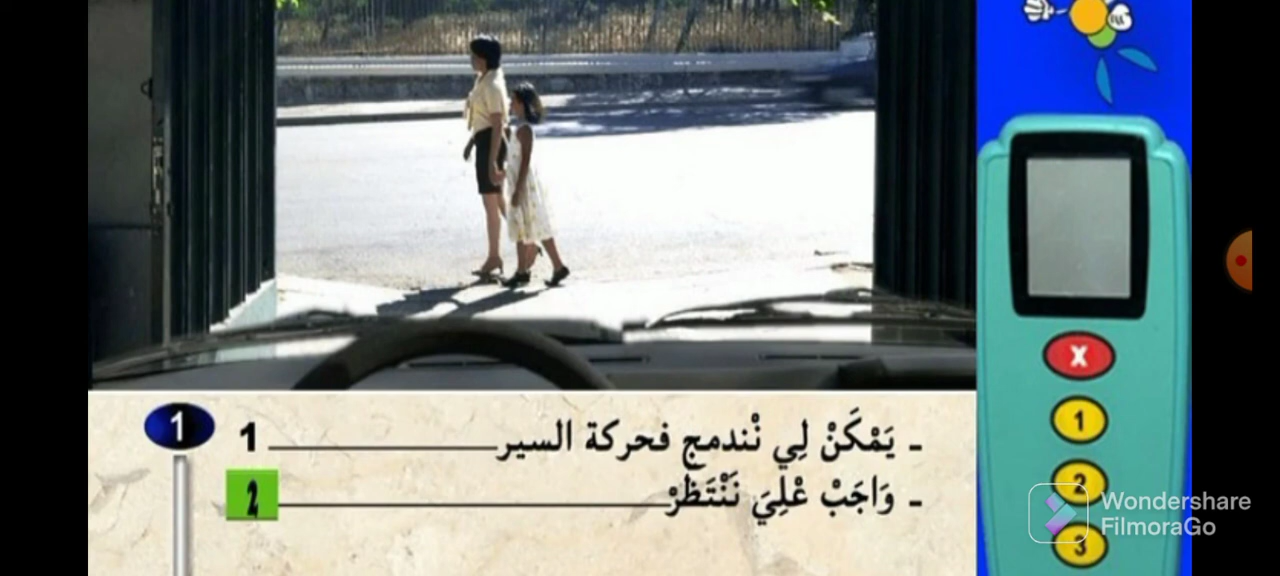 1
- يَمْكَنْ لِي نْندمج فحركة السير 1
- وَاجَبْ عْلِيَ نَنْتَظَرْ 2
X
1
2
3
Wondershare
FilmoraGo